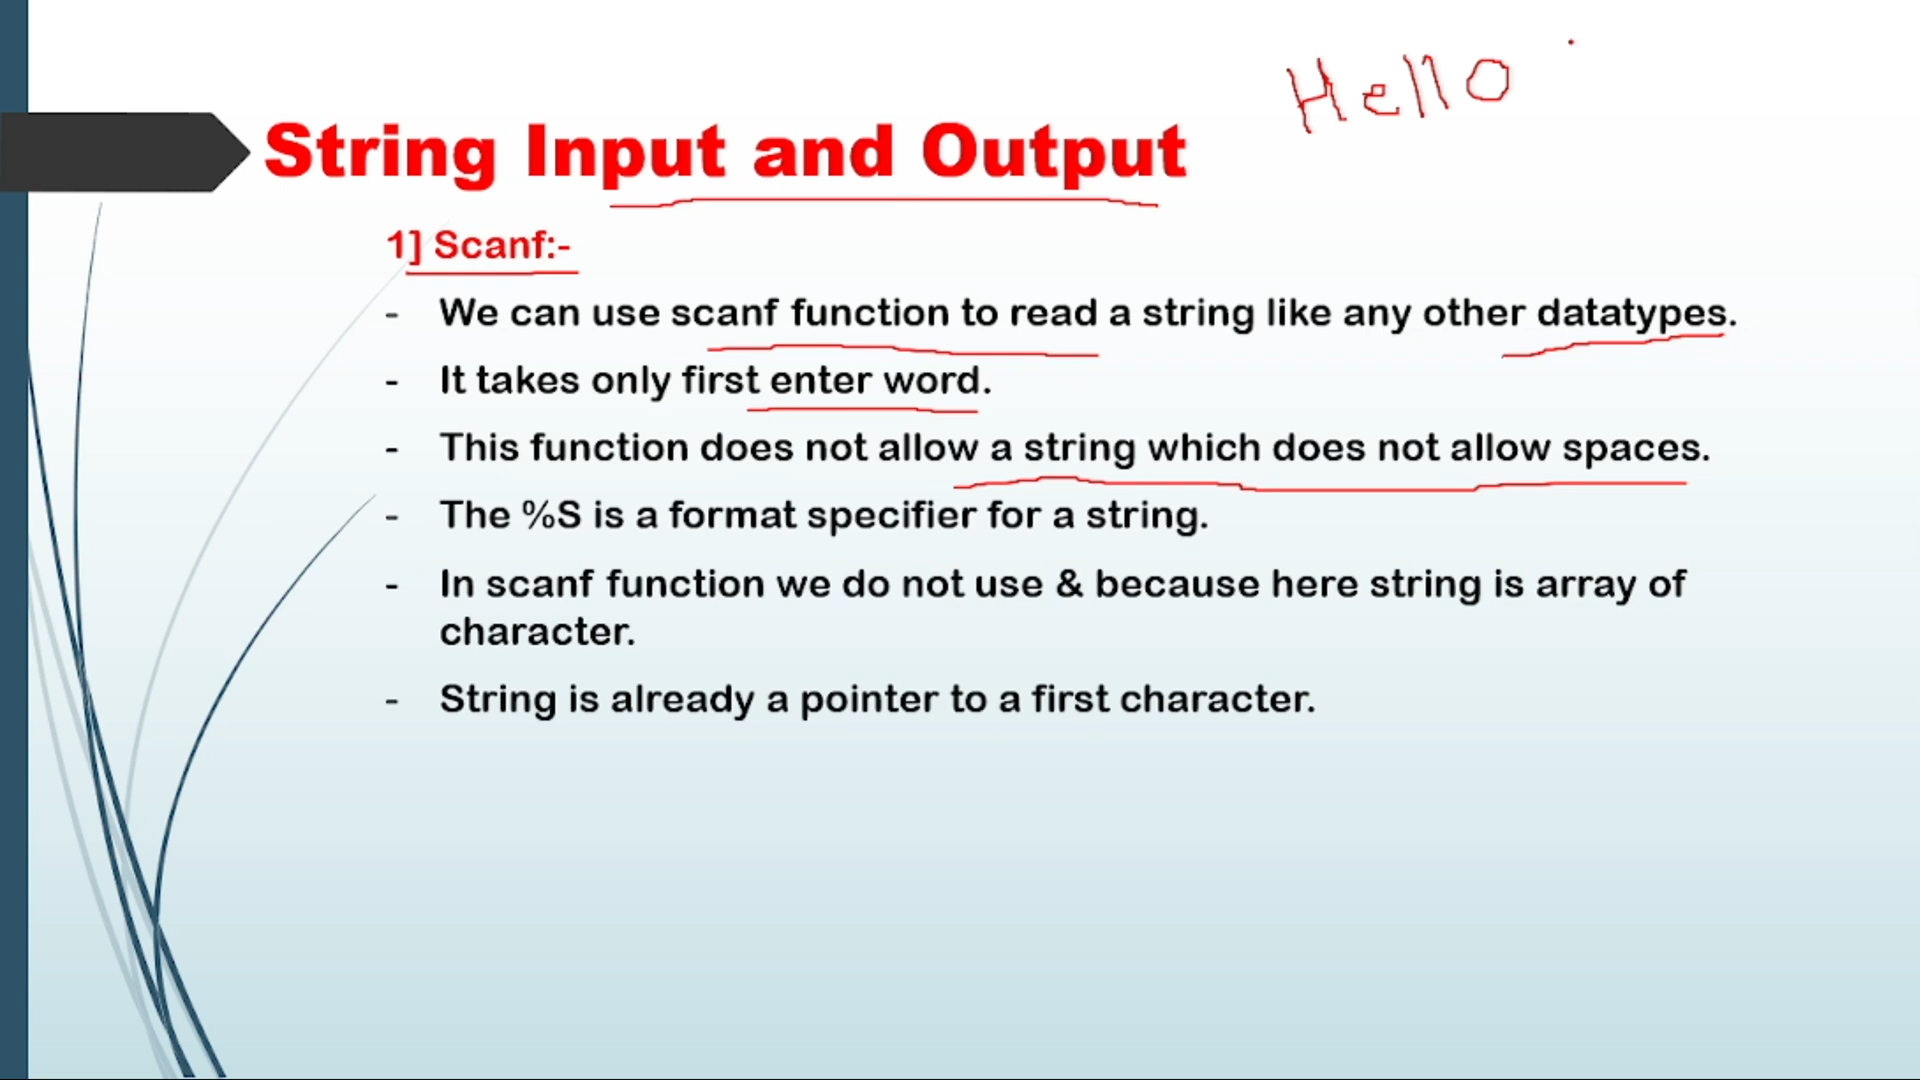 Hello
String Input and Output
1] Scanf:-
- We can use scanf function to read a string like any other datatypes.
- It takes only first enter word.
- This function does not allow a string which does not allow spaces.
- The %S is a format specifier for a string.
- In scanf function we do not use & because here string is array of
character.
- String is already a pointer to a first character.